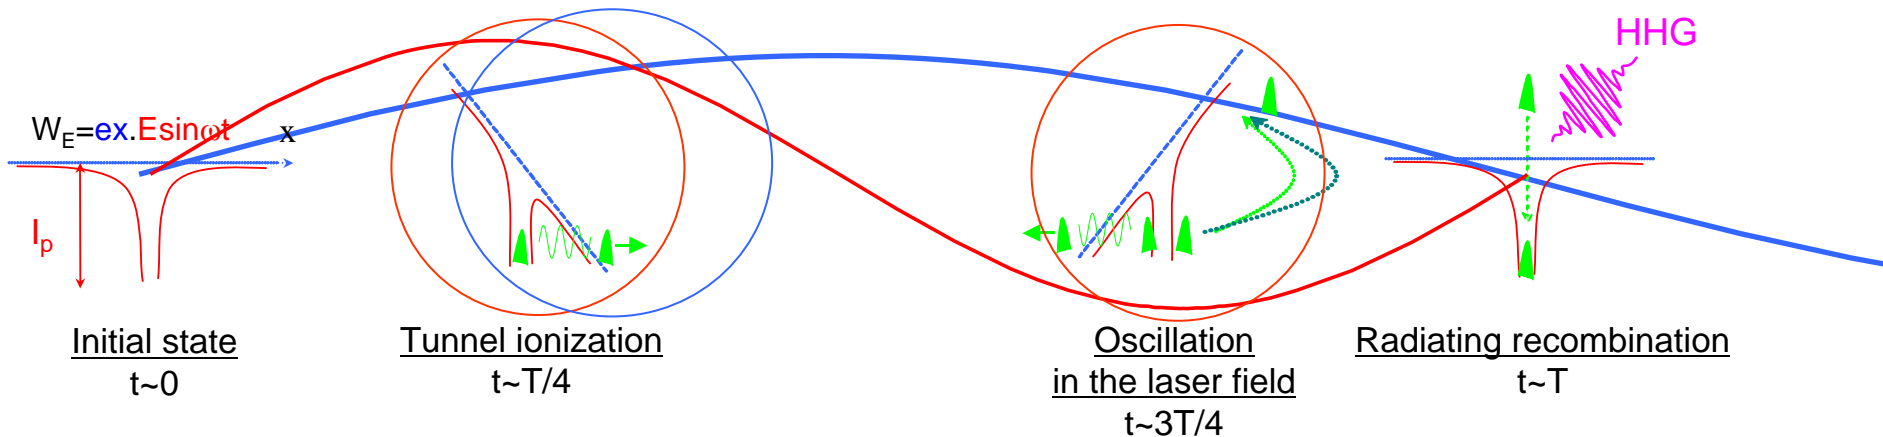 HHG
W_E=ex.Esinωt
x
I_p
Initial state
t~0
Tunnel ionization
t~T/4
Oscillation
in the laser field
t~3T/4
Radiating recombination
t~T